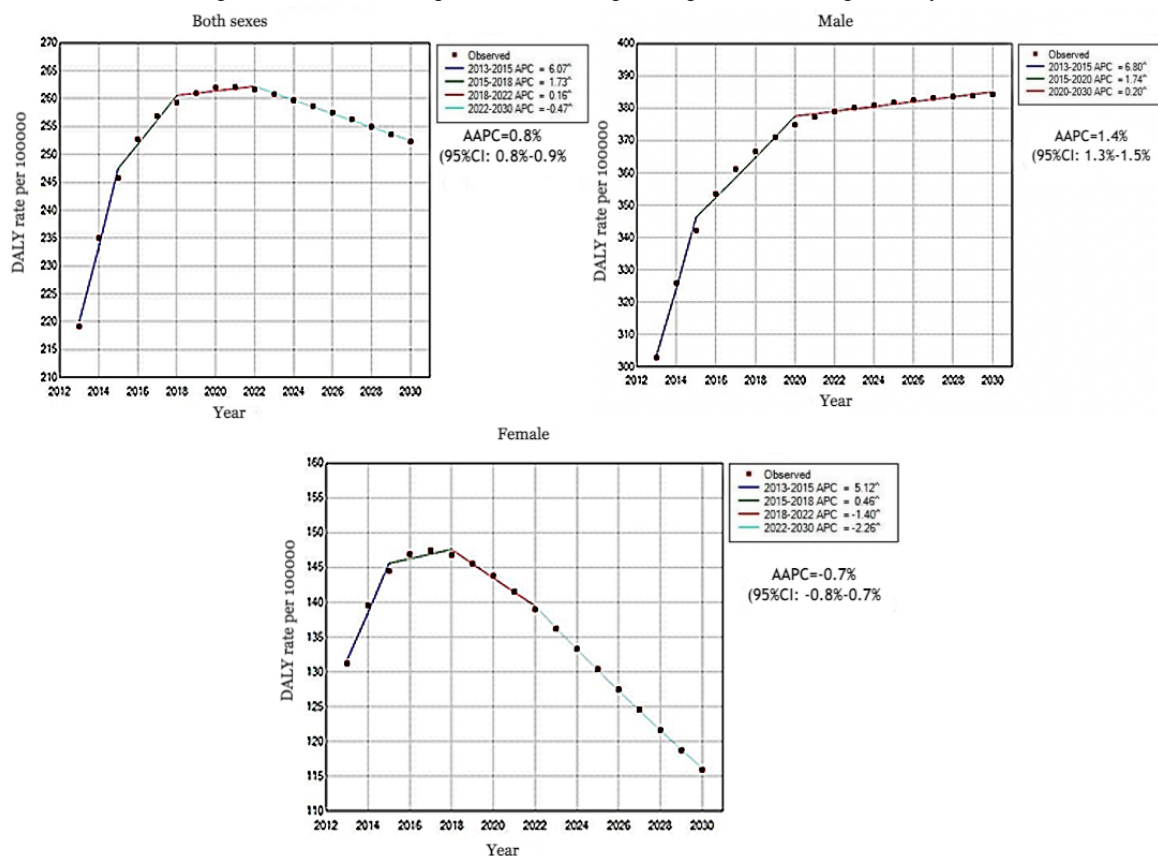 Both sexes
DALY rate per 100000
270
265
260
255
250
245
240
235
230
225
220
215
210
2012 2014 2016 2018 2020 2022 2024 2026 2028 2030
Year
Observed
2013-2015 APC = 6.07^
2015-2018 APC = 1.73^
2018-2022 APC = 0.16^
2022-2030 APC = -0.47^
AAPC=0.8%
(95%CI: 0.8%-0.9%
Male
DALY rate per 100000
400
390
380
370
360
350
340
330
320
310
300
2012 2014 2016 2018 2020 2022 2024 2026 2028 2030
Year
Observed
2013-2015 APC = 6.80^
2015-2020 APC = 1.74^
2020-2030 APC = 0.20^
AAPC=1.4%
(95%CI: 1.3%-1.5%
Female
DALY rate per 100000
160
155
150
145
140
135
130
125
120
115
110
2012 2014 2016 2018 2020 2022 2024 2026 2028 2030
Year
Observed
2013-2015 APC = 5.12^
2015-2018 APC = 0.46^
2018-2022 APC = -1.40^
2022-2030 APC = -2.26^
AAPC=-0.7%
(95%CI: -0.8%-0.7%